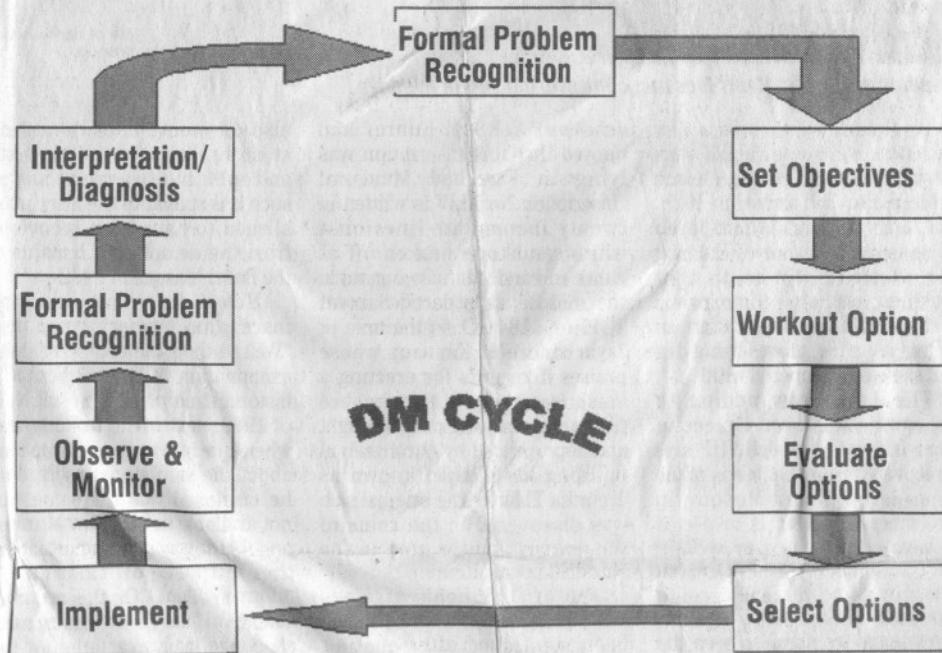 Formal Problem
Recognition
Set Objectives
Workout Option
Evaluate
Options
Select Options
Implement
Observe &
Monitor
Formal Problem
Recognition
Interpretation/
Diagnosis
DM CYCLE